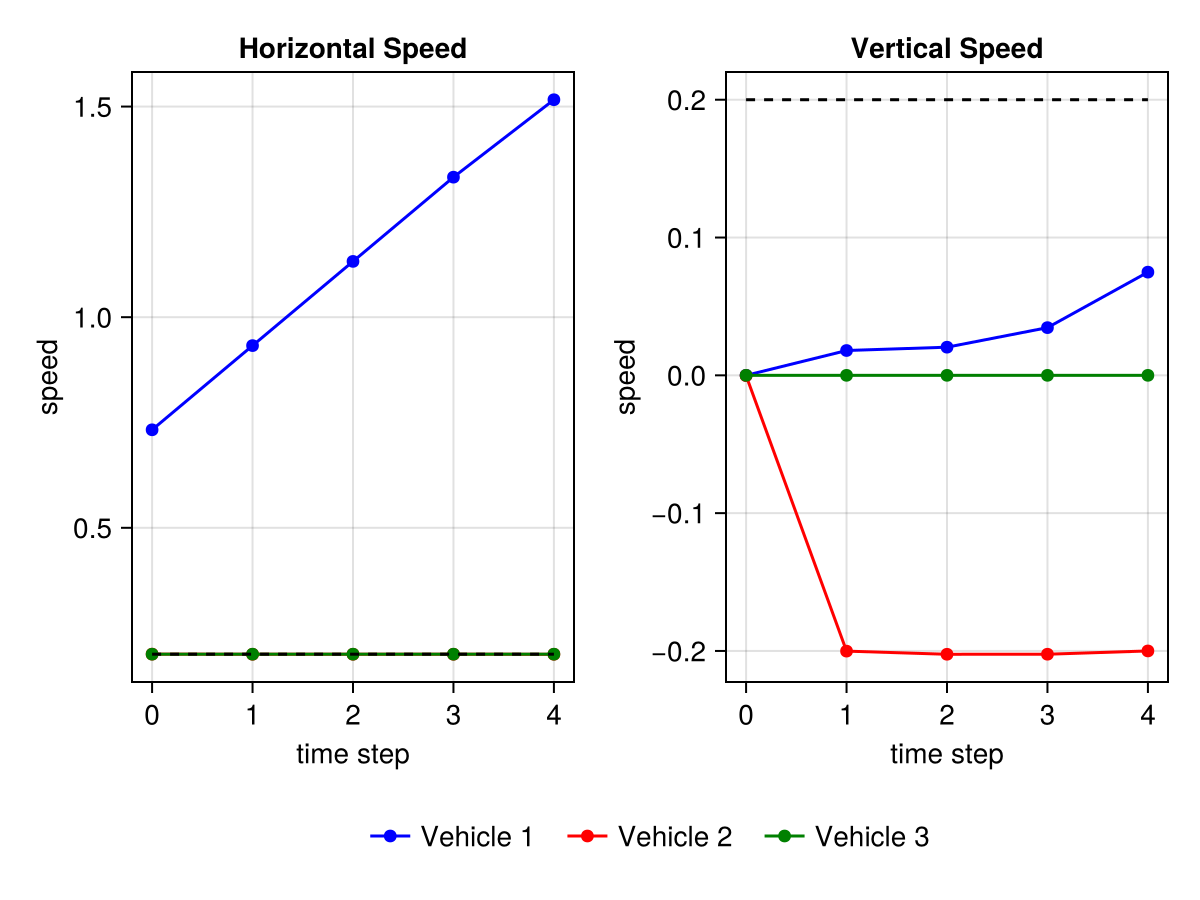 Horizontal Speed
1.5
1.0
0.5
speed
0 1 2 3 4
time step
Vertical Speed
0.2
0.1
0.0
−0.1
−0.2
speed
0 1 2 3 4
time step
Vehicle 1 Vehicle 2 Vehicle 3